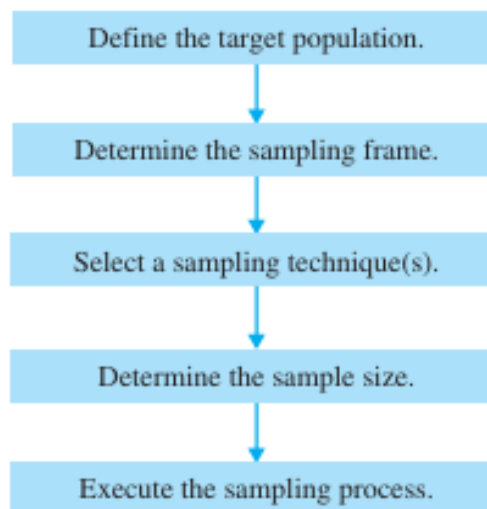 Define the target population.
Determine the sampling frame.
Select a sampling technique(s).
Determine the sample size.
Execute the sampling process.